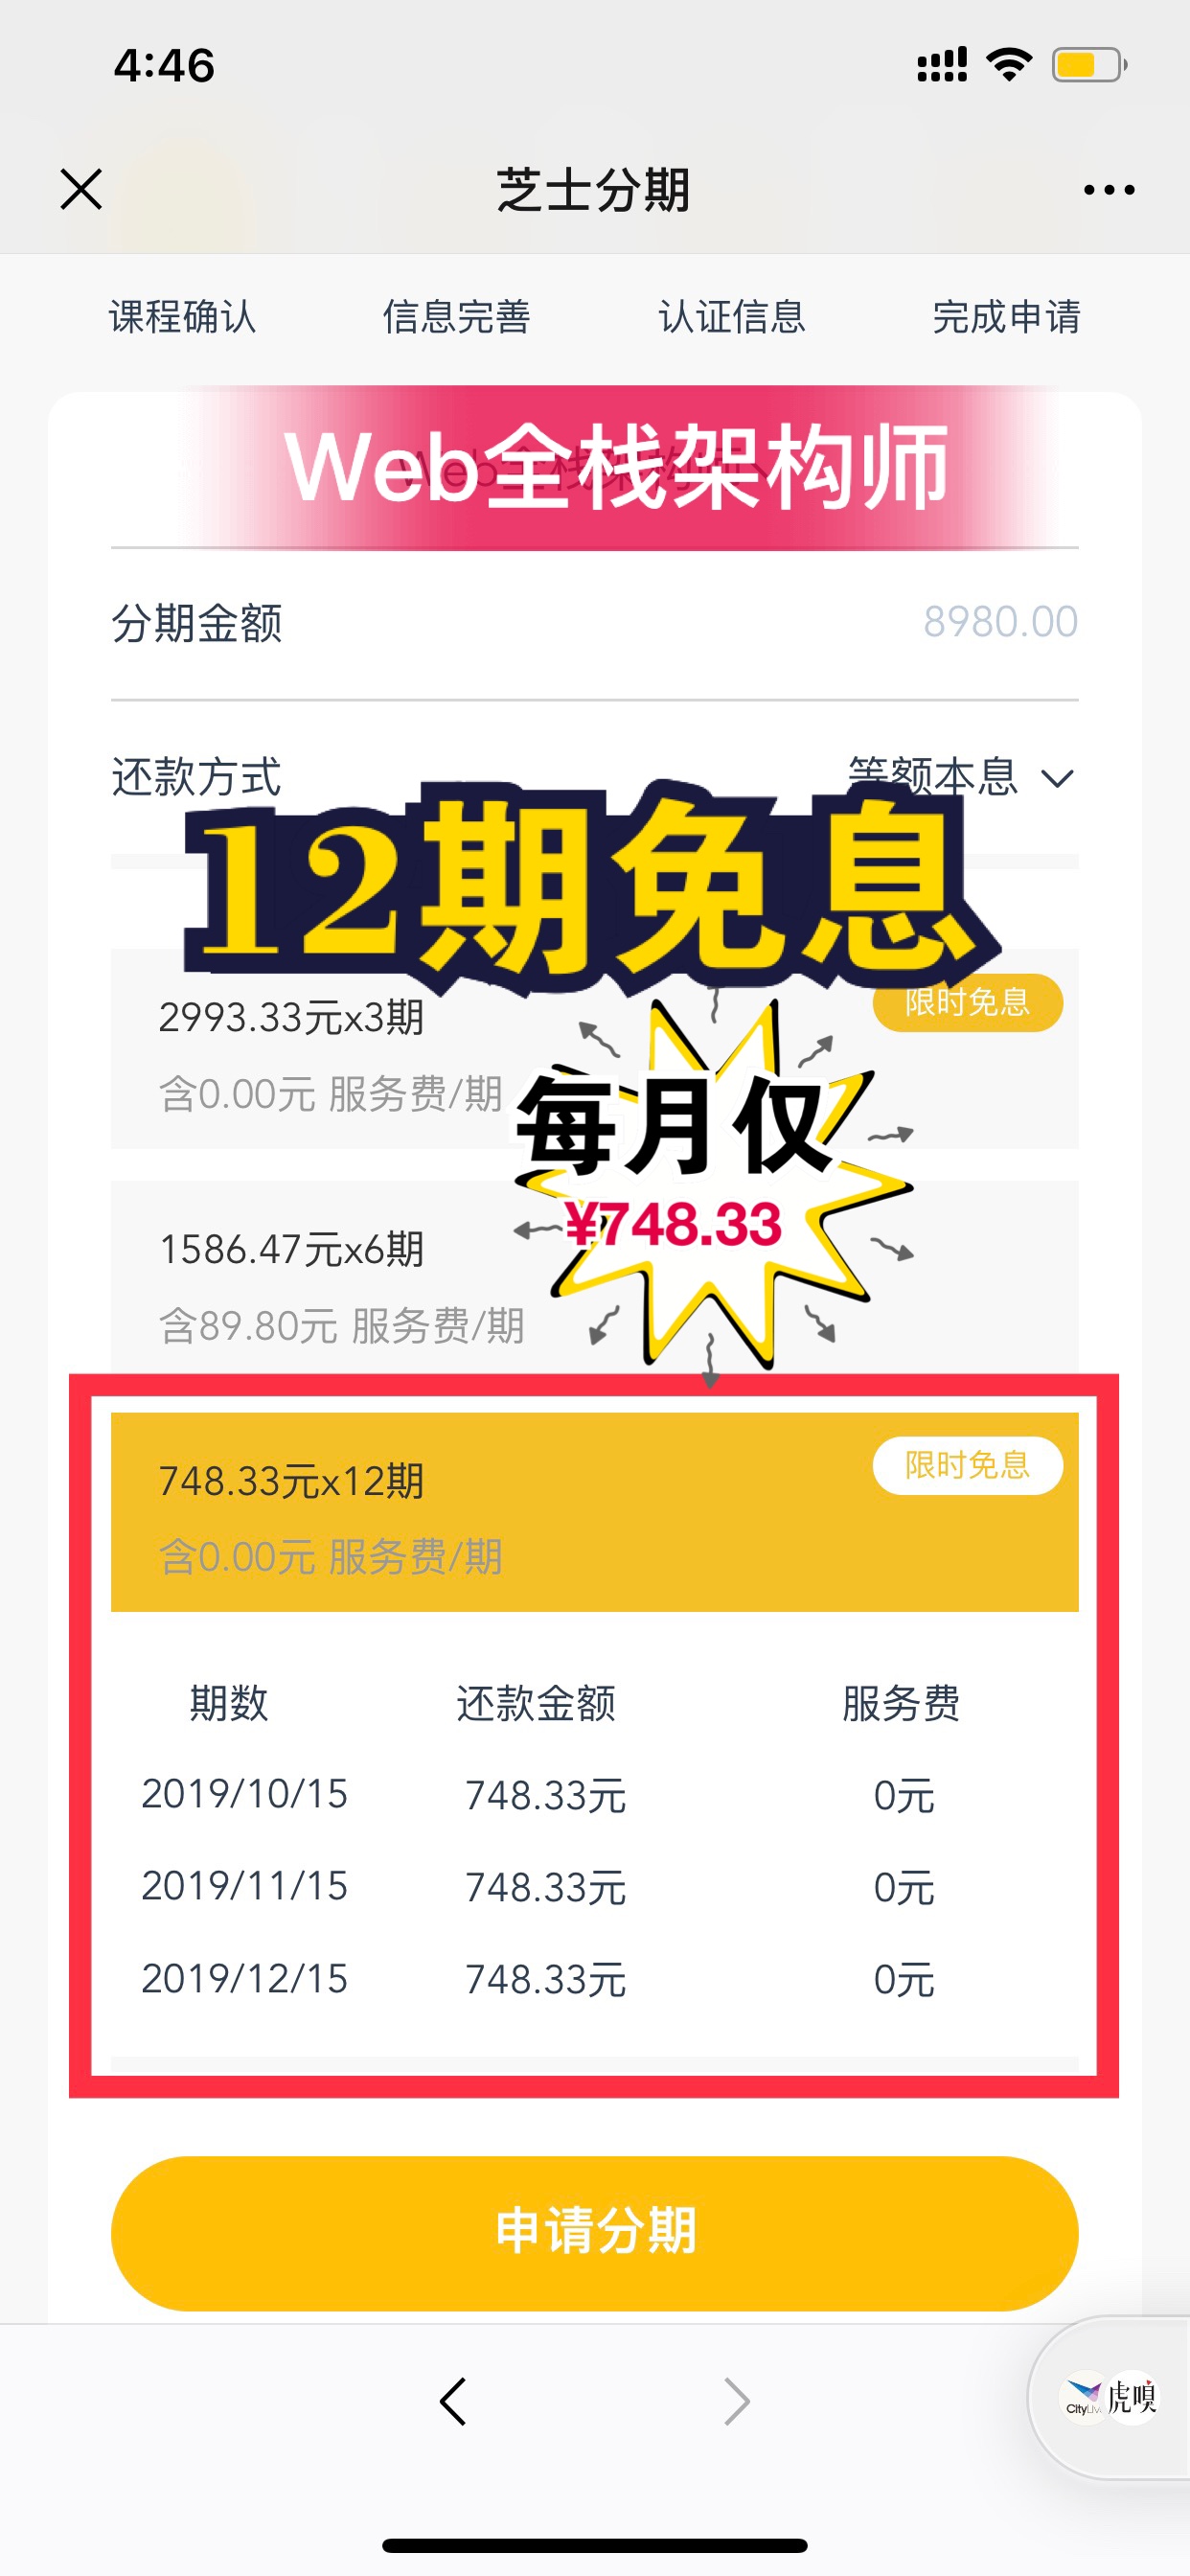 4:46
芝士分期
课程确认 信息完善 认证信息 完成申请
Web全栈架构师
分期金额 8980.00
还款方式 等额本息
12期免息
2993.33元x3期 限时免息
含0.00元 服务费/期
每月仅
¥748.33
1586.47元x6期
含89.80元 服务费/期
748.33元x12期 限时免息
含0.00元 服务费/期
期数 还款金额 服务费
2019/10/15 748.33元 0元
2019/11/15 748.33元 0元
2019/12/15 748.33元 0元
申请分期
虎嗅